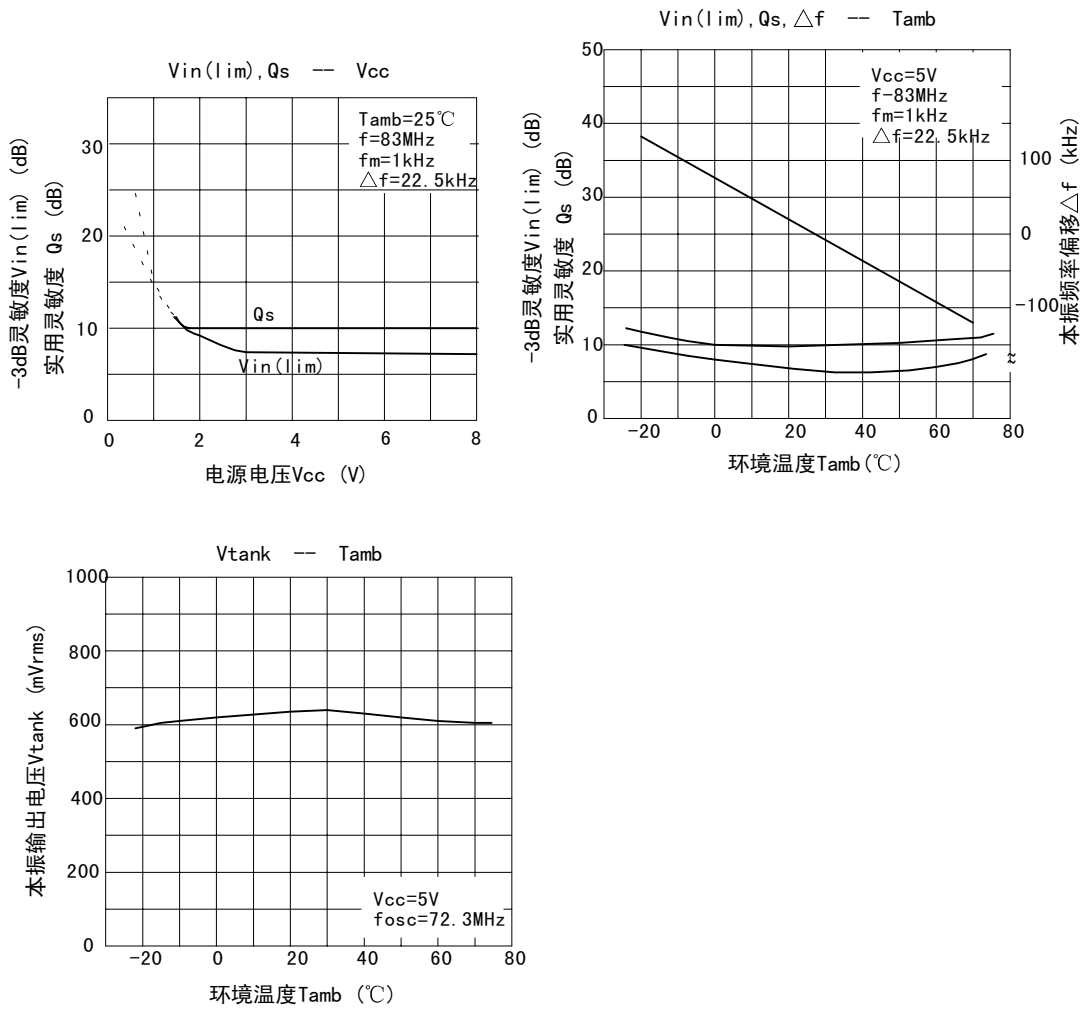 Vin(lim),Qs -- Vcc
-3dB灵敏度Vin(lim) (dB)
实用灵敏度 Qs (dB)
30
20
10
0
Tamb=25℃
f=83MHz
fm=1kHz
△f=22.5kHz
Qs
Vin(lim)
0 2 4 6 8
电源电压Vcc (V)
Vin(lim),Qs,△f -- Tamb
-3dB灵敏度Vin(lim) (dB)
实用灵敏度 Qs (dB)
50
40
30
20
10
0
Vcc=5V
f-83MHz
fm=1kHz
△f=22.5kHz
100
0
-100
≈
本振频率偏移△f (kHz)
-20 0 20 40 60 80
环境温度Tamb(℃)
Vtank -- Tamb
本振输出电压Vtank (mVrms)
1000
800
600
400
200
0
Vcc=5V
fosc=72.3MHz
-20 0 20 40 60 80
环境温度Tamb (℃)